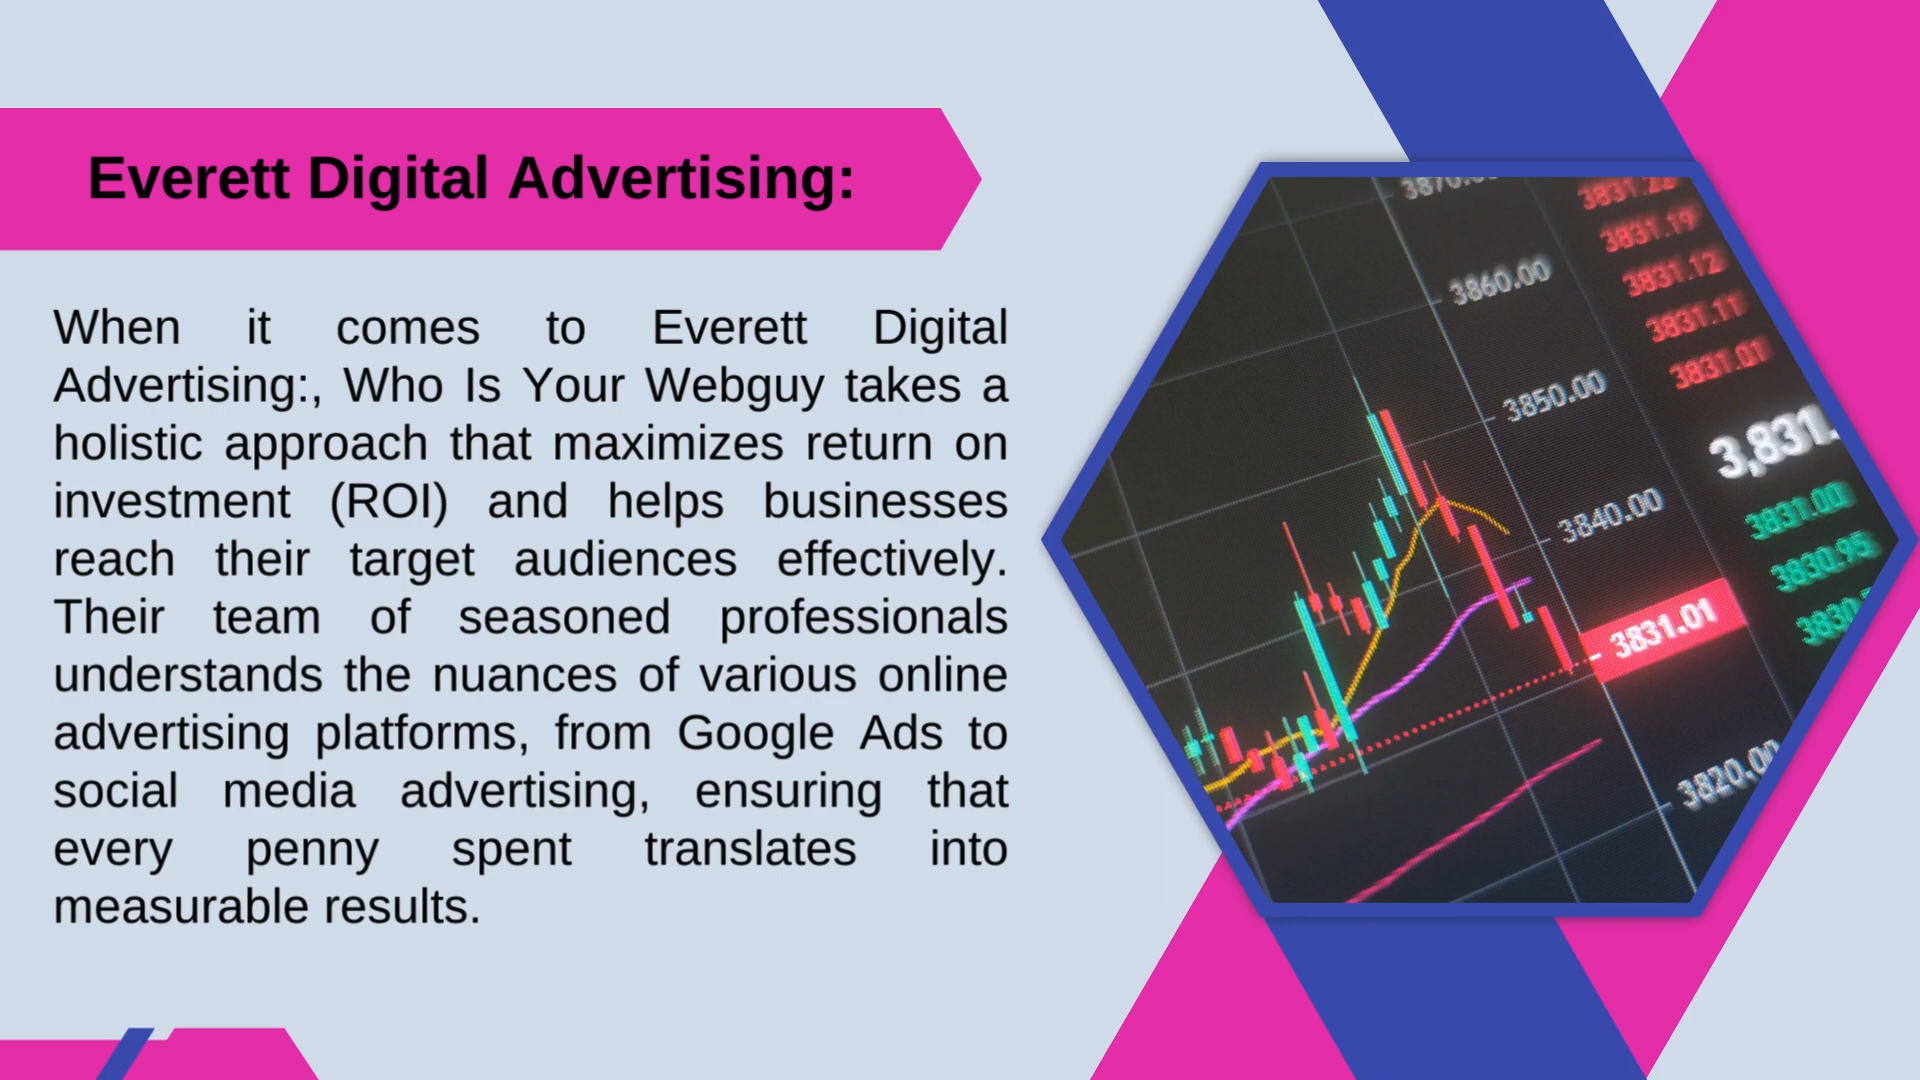 Everett Digital Advertising:
When it comes to Everett Digital
Advertising:, Who Is Your Webguy takes a
holistic approach that maximizes return on
investment (ROI) and helps businesses
reach their target audiences effectively.
Their team of seasoned professionals
understands the nuances of various online
advertising platforms, from Google Ads to
social media advertising, ensuring that
every penny spent translates into
measurable results.
3860.00
3850.00
3840.00
3831.01
3820.00
3831.22
3831.19
3831.12
3831.11
3831.01
3,831.
3831.00
3830.95